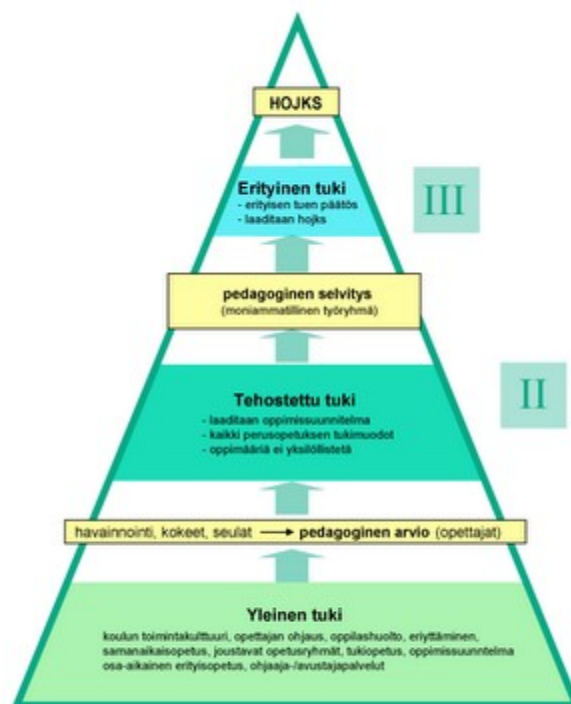 HOJKS
Erityinen tuki
- erityisen tuen päätös
- laaditaan hojks
III
pedagoginen selvitys
(moniammatillinen työryhmä)
II
Tehostettu tuki
- laaditaan oppimissuunnitelma
- kaikki perusopetuksen tukimuodot
- oppimääriä ei yksilöllistetä
havainnointi, kokeet, seulat → pedagoginen arvio (opettajat)
Yleinen tuki
koulun toimintakulttuuri, opettajan ohjaus, oppilashuolto, eriyttäminen,
samanaikaisopetus, joustavat opetusryhmät, tukiopetus, oppimissuunntelma
osa-aikainen erityisopetus, ohjaaja-/avustajapalvelut